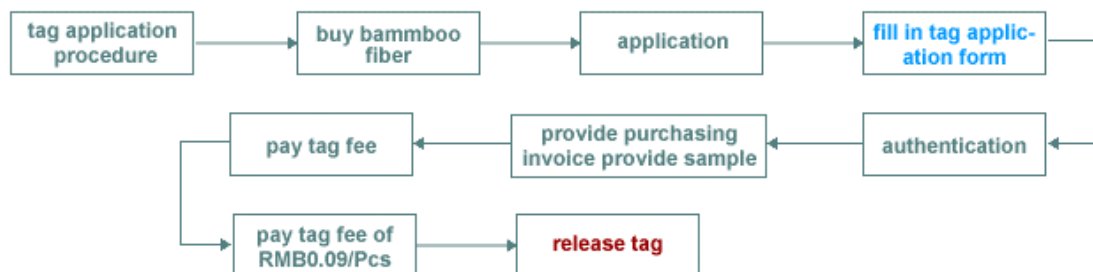 tag application
procedure
buy bammboo
fiber
application
fill in tag applic-
ation form
pay tag fee
provide purchasing
invoice provide sample
authentication
pay tag fee of
RMB0.09/Pcs
release tag